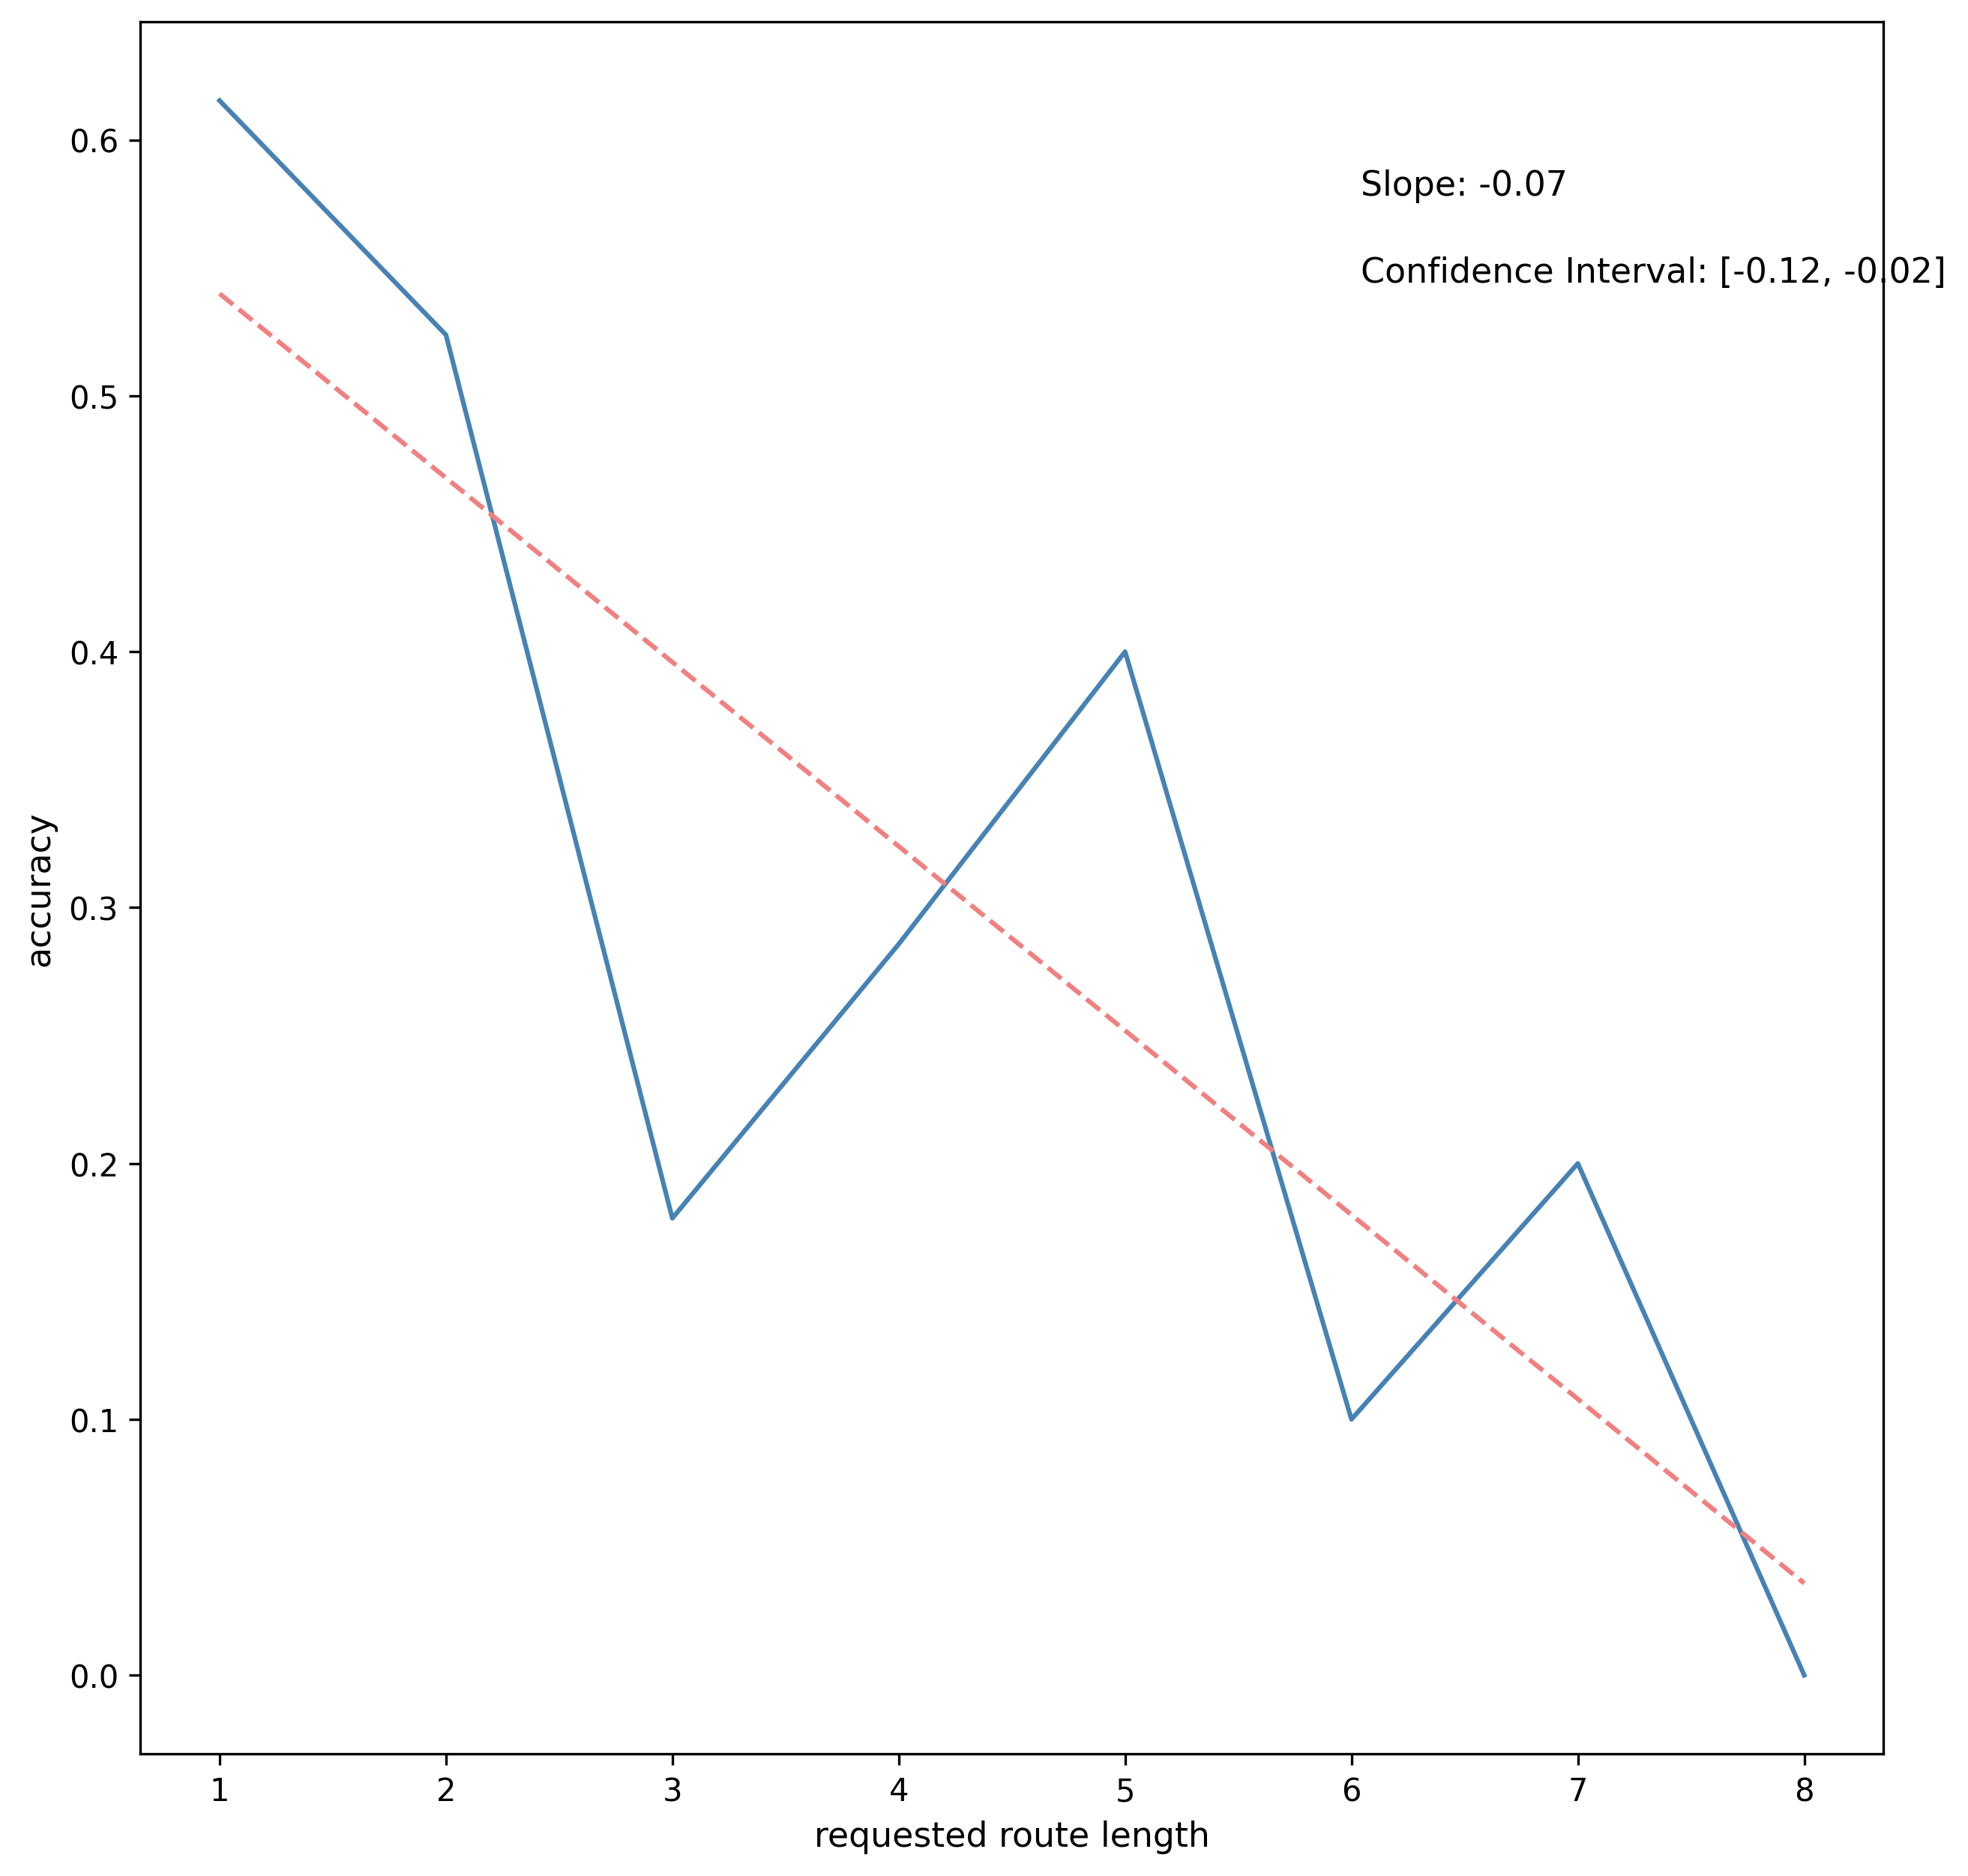 Slope: -0.07
Confidence Interval: [-0.12, -0.02]
accuracy
0.6
0.5
0.4
0.3
0.2
0.1
0.0
1 2 3 4 5 6 7 8
requested route length